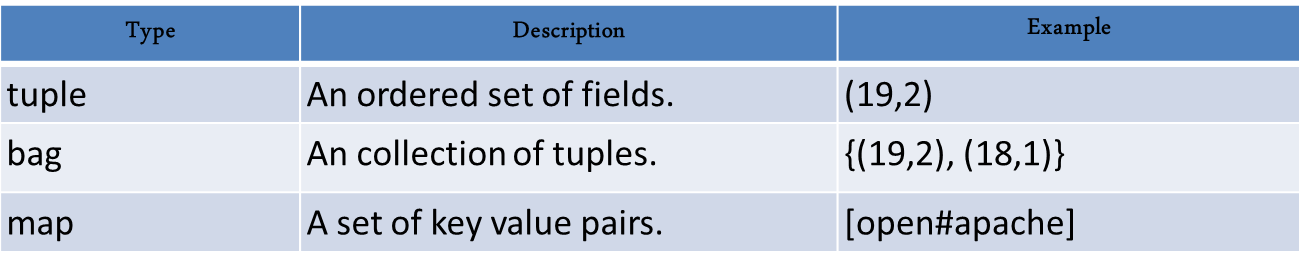 Type Description Example
tuple An ordered set of fields. (19,2)
bag An collection of tuples. {(19,2), (18,1)}
map A set of key value pairs. [open#apache]